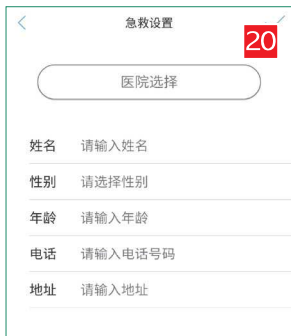 急救设置
20
医院选择
姓名 请输入姓名
性别 请选择性别
年龄 请输入年龄
电话 请输入电话号码
地址 请输入地址